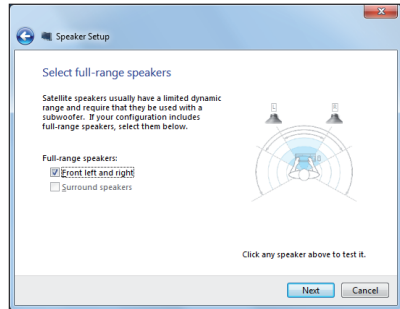 Speaker Setup
Select full-range speakers
Satellite speakers usually have a limited dynamic
range and require that they be used with a
subwoofer. If your configuration includes
full-range speakers, select them below.
L R
Full-range speakers:
Front left and right
Surround speakers
Click any speaker above to test it.
Next Cancel